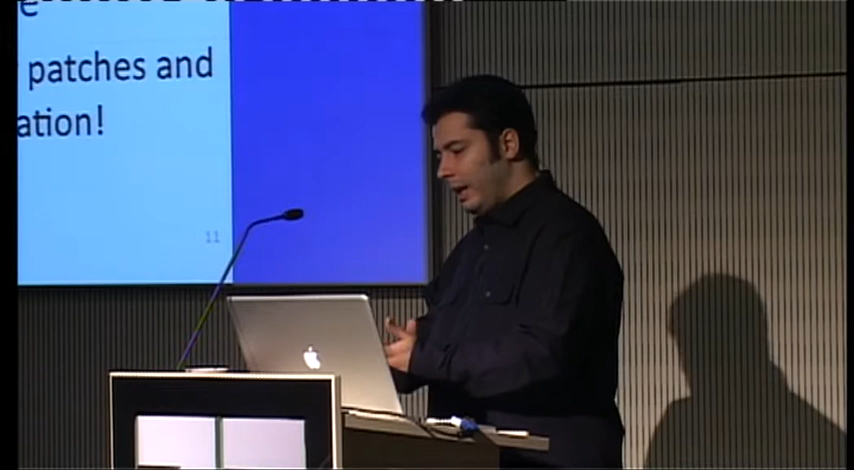 e
patches and
ation!
11